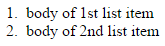 1. body of 1st list item
2. body of 2nd list item